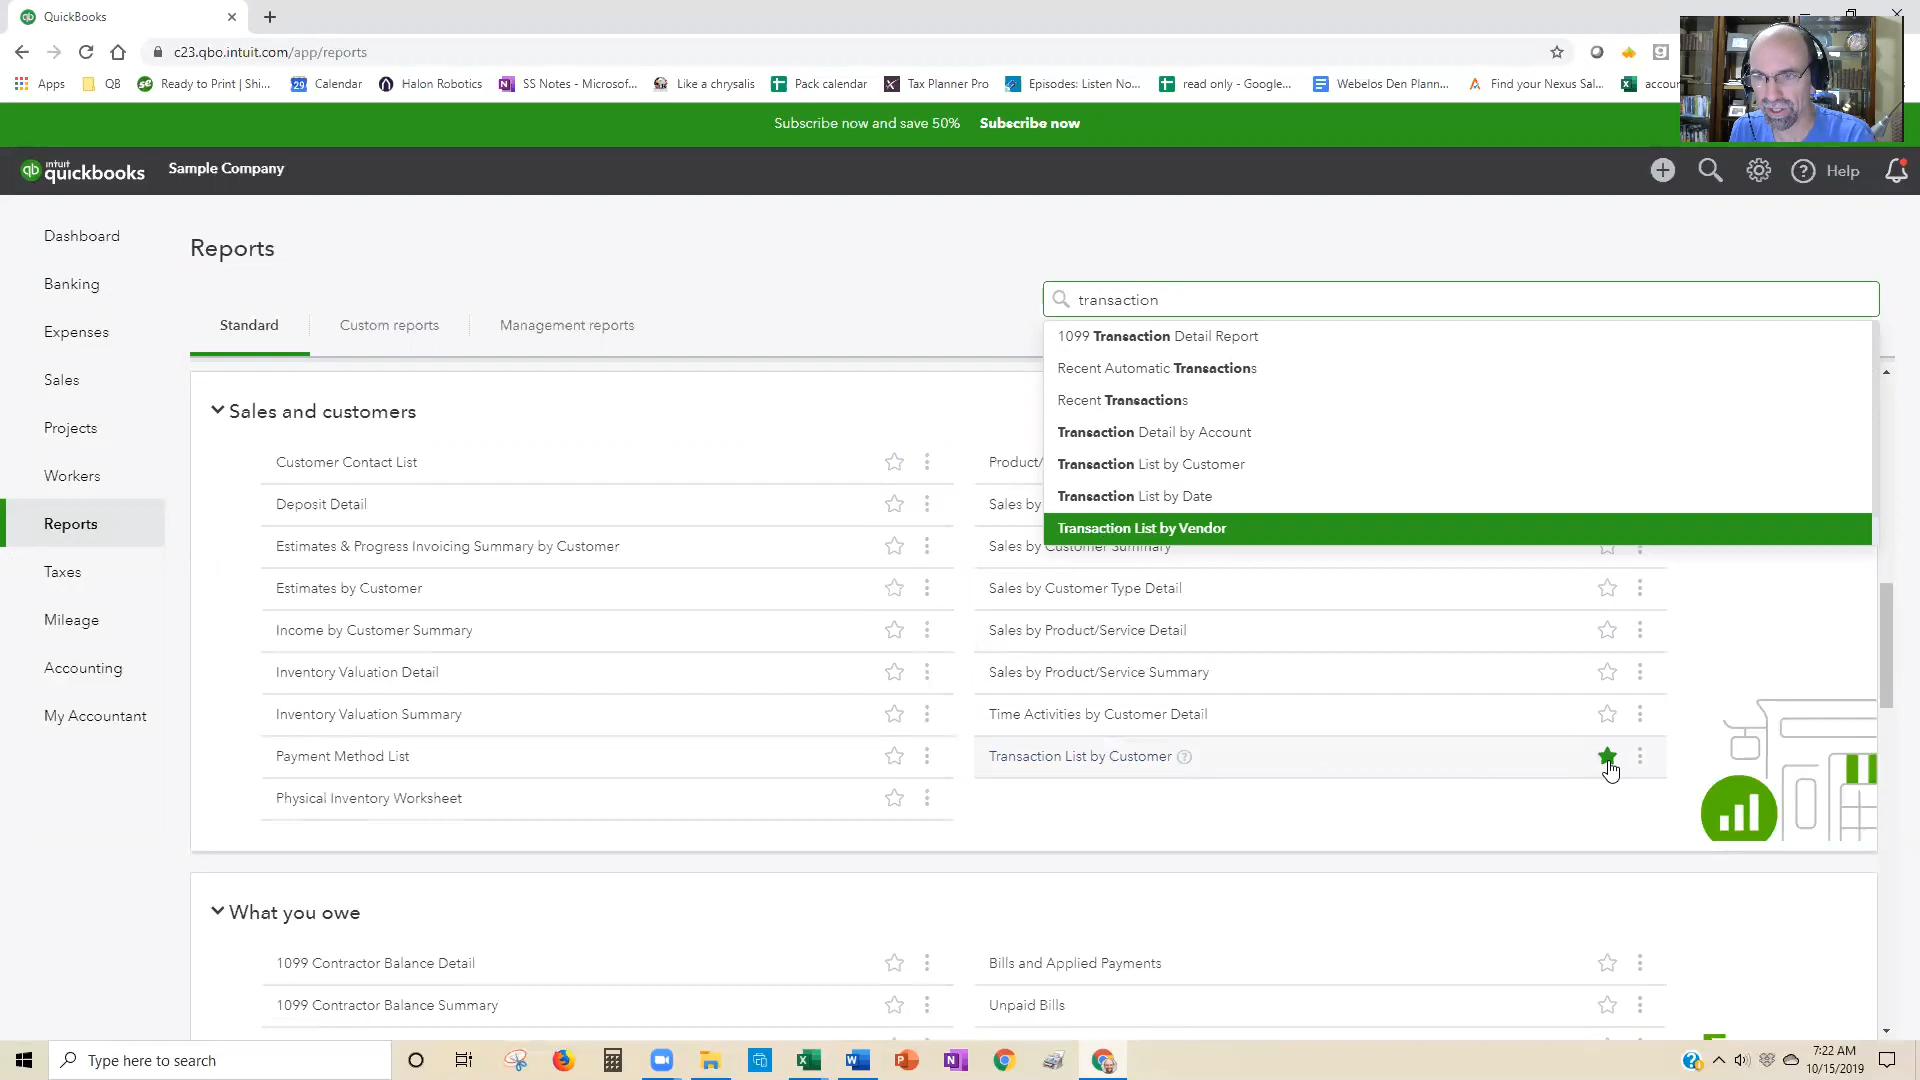 QuickBooks
c23.qbo.intuit.com/app/reports
Apps QB Ready to Print | Shi... 29 Calendar Halon Robotics SS Notes - Microsof... Like a chrysalis Pack calendar Tax Planner Pro Episodes: Listen No... read only - Google... Webelos Den Plann... Find your Nexus Sal... accou
Subscribe now and save 50% Subscribe now
qb intuit quickbooks Sample Company Help
Dashboard
Banking
Expenses
Sales
Projects
Workers
Reports
Taxes
Mileage
Accounting
My Accountant
Reports
Standard Custom reports Management reports
transaction
1099 Transaction Detail Report
Recent Automatic Transactions
Recent Transactions
Transaction Detail by Account
Transaction List by Customer
Transaction List by Date
Transaction List by Vendor
Sales and customers
Customer Contact List
Deposit Detail
Estimates & Progress Invoicing Summary by Customer
Estimates by Customer
Income by Customer Summary
Inventory Valuation Detail
Inventory Valuation Summary
Payment Method List
Physical Inventory Worksheet
Product/
Sales by
Sales by Customer Summary
Sales by Customer Type Detail
Sales by Product/Service Detail
Sales by Product/Service Summary
Time Activities by Customer Detail
Transaction List by Customer
What you owe
1099 Contractor Balance Detail
1099 Contractor Balance Summary
Bills and Applied Payments
Unpaid Bills
Type here to search
7:22 AM
10/15/2019